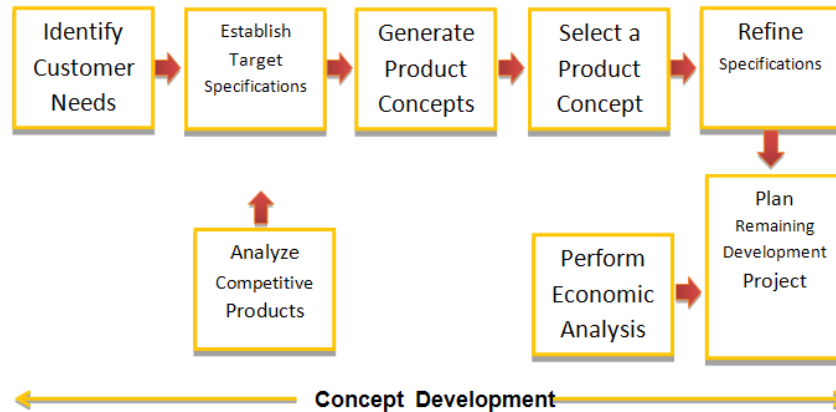 Identify
Customer
Needs
Establish
Target
Specifications
Generate
Product
Concepts
Select a
Product
Concept
Refine
Specifications
Analyze
Competitive
Products
Perform
Economic
Analysis
Plan
Remaining
Development
Project
Concept Development